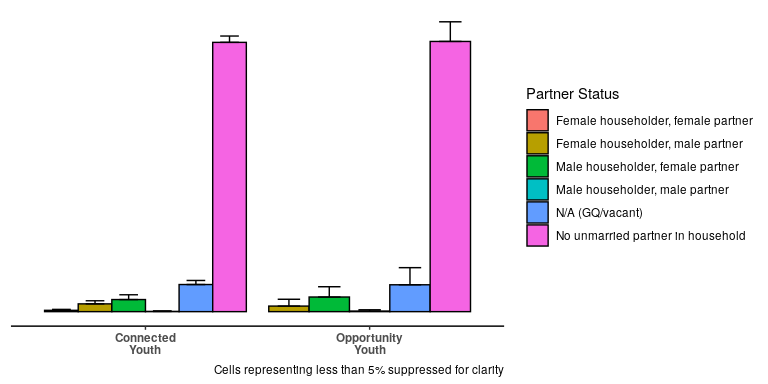 Partner Status
Female householder, female partner
Female householder, male partner
Male householder, female partner
Male householder, male partner
N/A (GQ/vacant)
No unmarried partner in household
Connected
Youth
Opportunity
Youth
Cells representing less than 5% suppressed for clarity